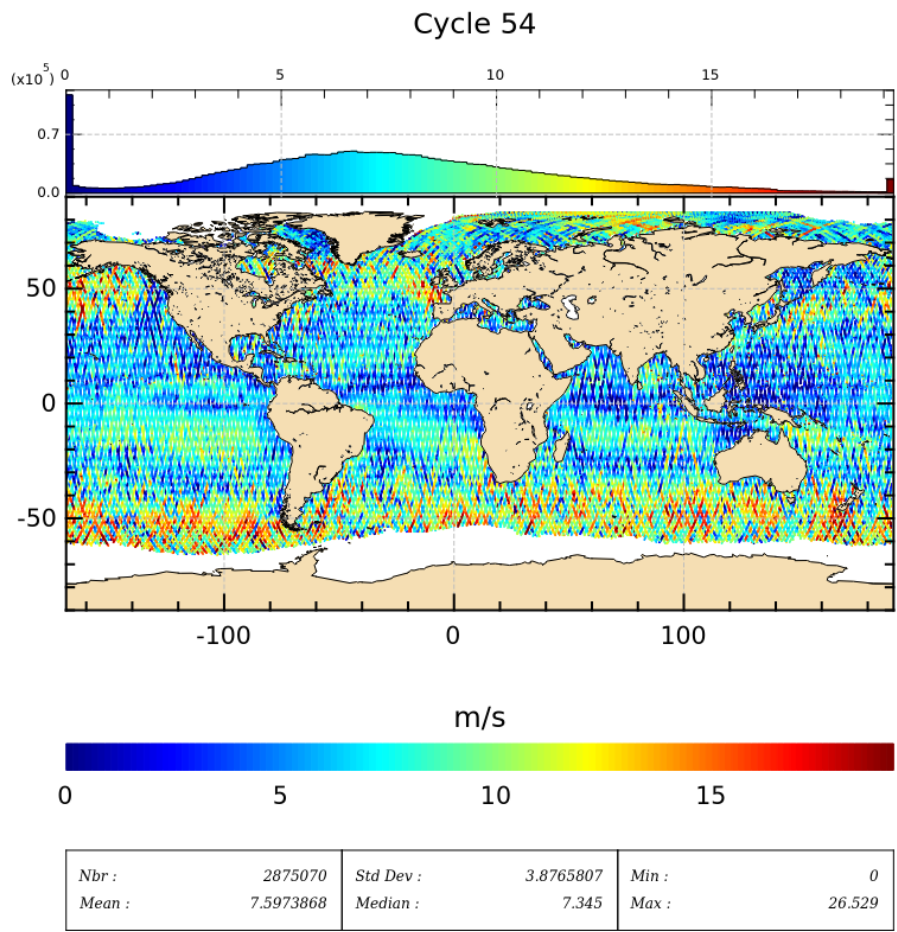 Cycle 54
(x10^5) 0 5 10 15
0.7
0.0
50
0
-50
-100 0 100
m/s
0 5 10 15
Nbr : 2875070 Std Dev : 3.8765807 Min : 0
Mean : 7.5973868 Median : 7.345 Max : 26.529